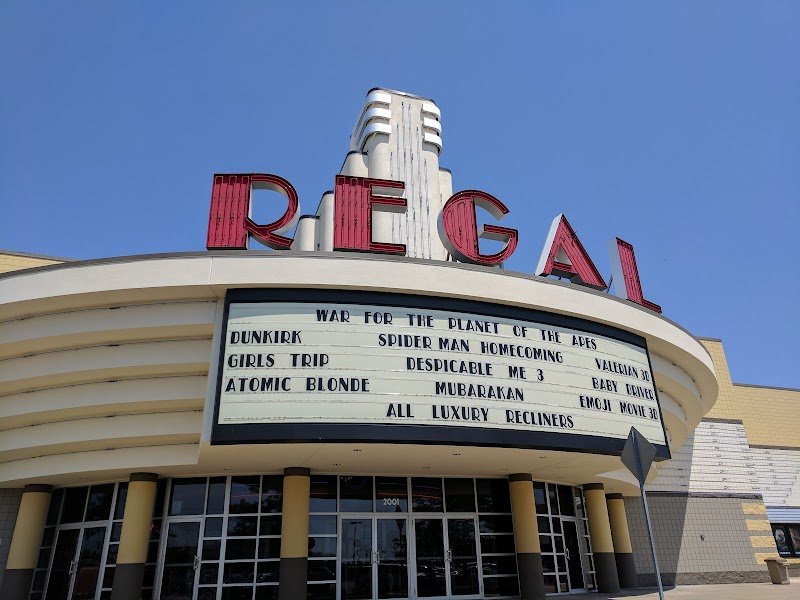 REGAL
WAR FOR THE PLANET OF THE APES
DUNKIRK SPIDER MAN HOMECOMING VALERIAN 3D
GIRLS TRIP DESPICABLE ME 3 BABY DRIVER
ATOMIC BLONDE MUBARAKAN EMOJI MOVIE 3D
ALL LUXURY RECLINERS
2001